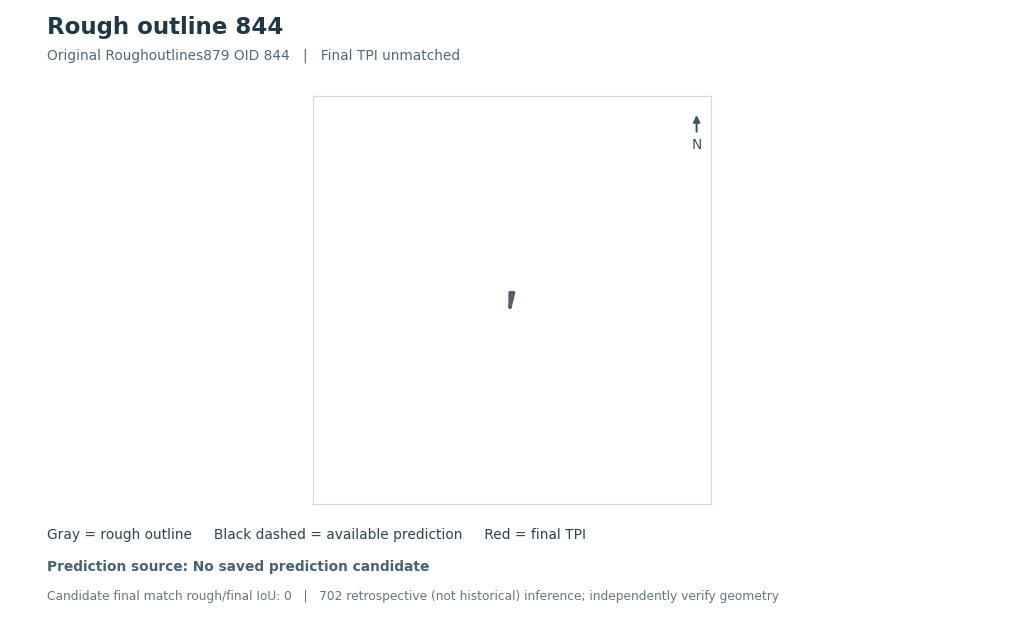 Rough outline 844
Original Roughoutlines879 OID 844   |   Final TPI unmatched
N
Gray = rough outline     Black dashed = available prediction     Red = final TPI
Prediction source: No saved prediction candidate
Candidate final match rough/final IoU: 0   |   702 retrospective (not historical) inference; independently verify geometry